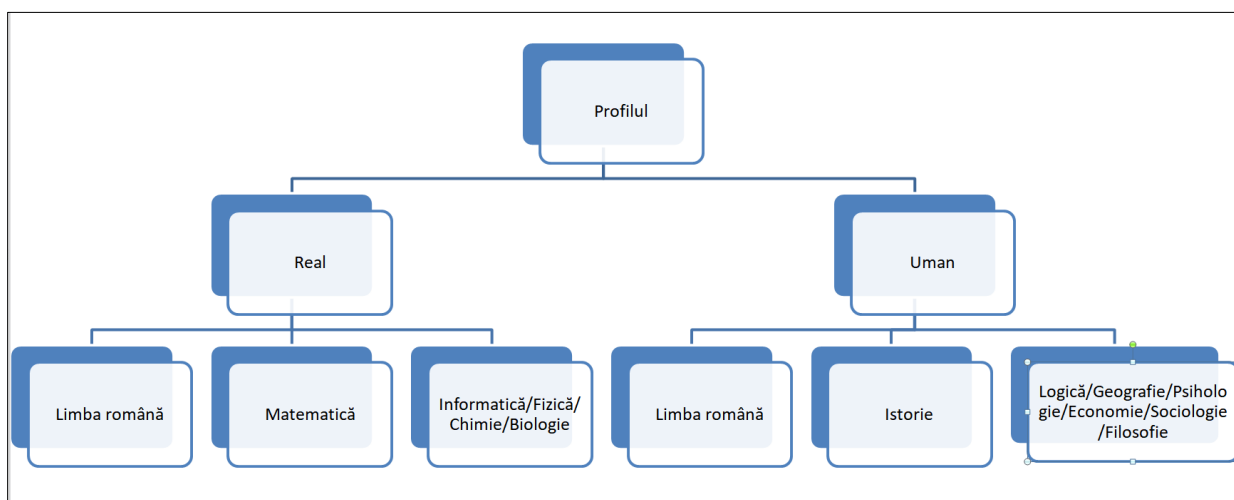 Profilul
Real
Uman
Limba română
Matematică
Informatică/Fizică/
Chimie/Biologie
Limba română
Istorie
Logică/Geografie/Psiholo
gie/Economie/Sociologie
/Filosofie